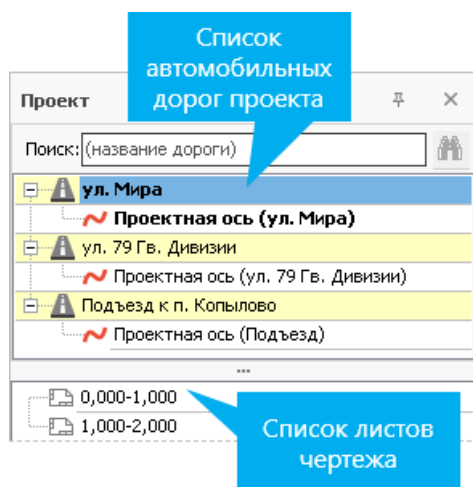 Список
автомобильных
дорог проекта
Проект
Поиск: (название дороги)
ул. Мира
Проектная ось (ул. Мира)
ул. 79 Гв. Дивизии
Проектная ось (ул. 79 Гв. Дивизии)
Подъезд к п. Копылово
Проектная ось (Подъезд)
0,000-1,000
1,000-2,000
Список листов
чертежа